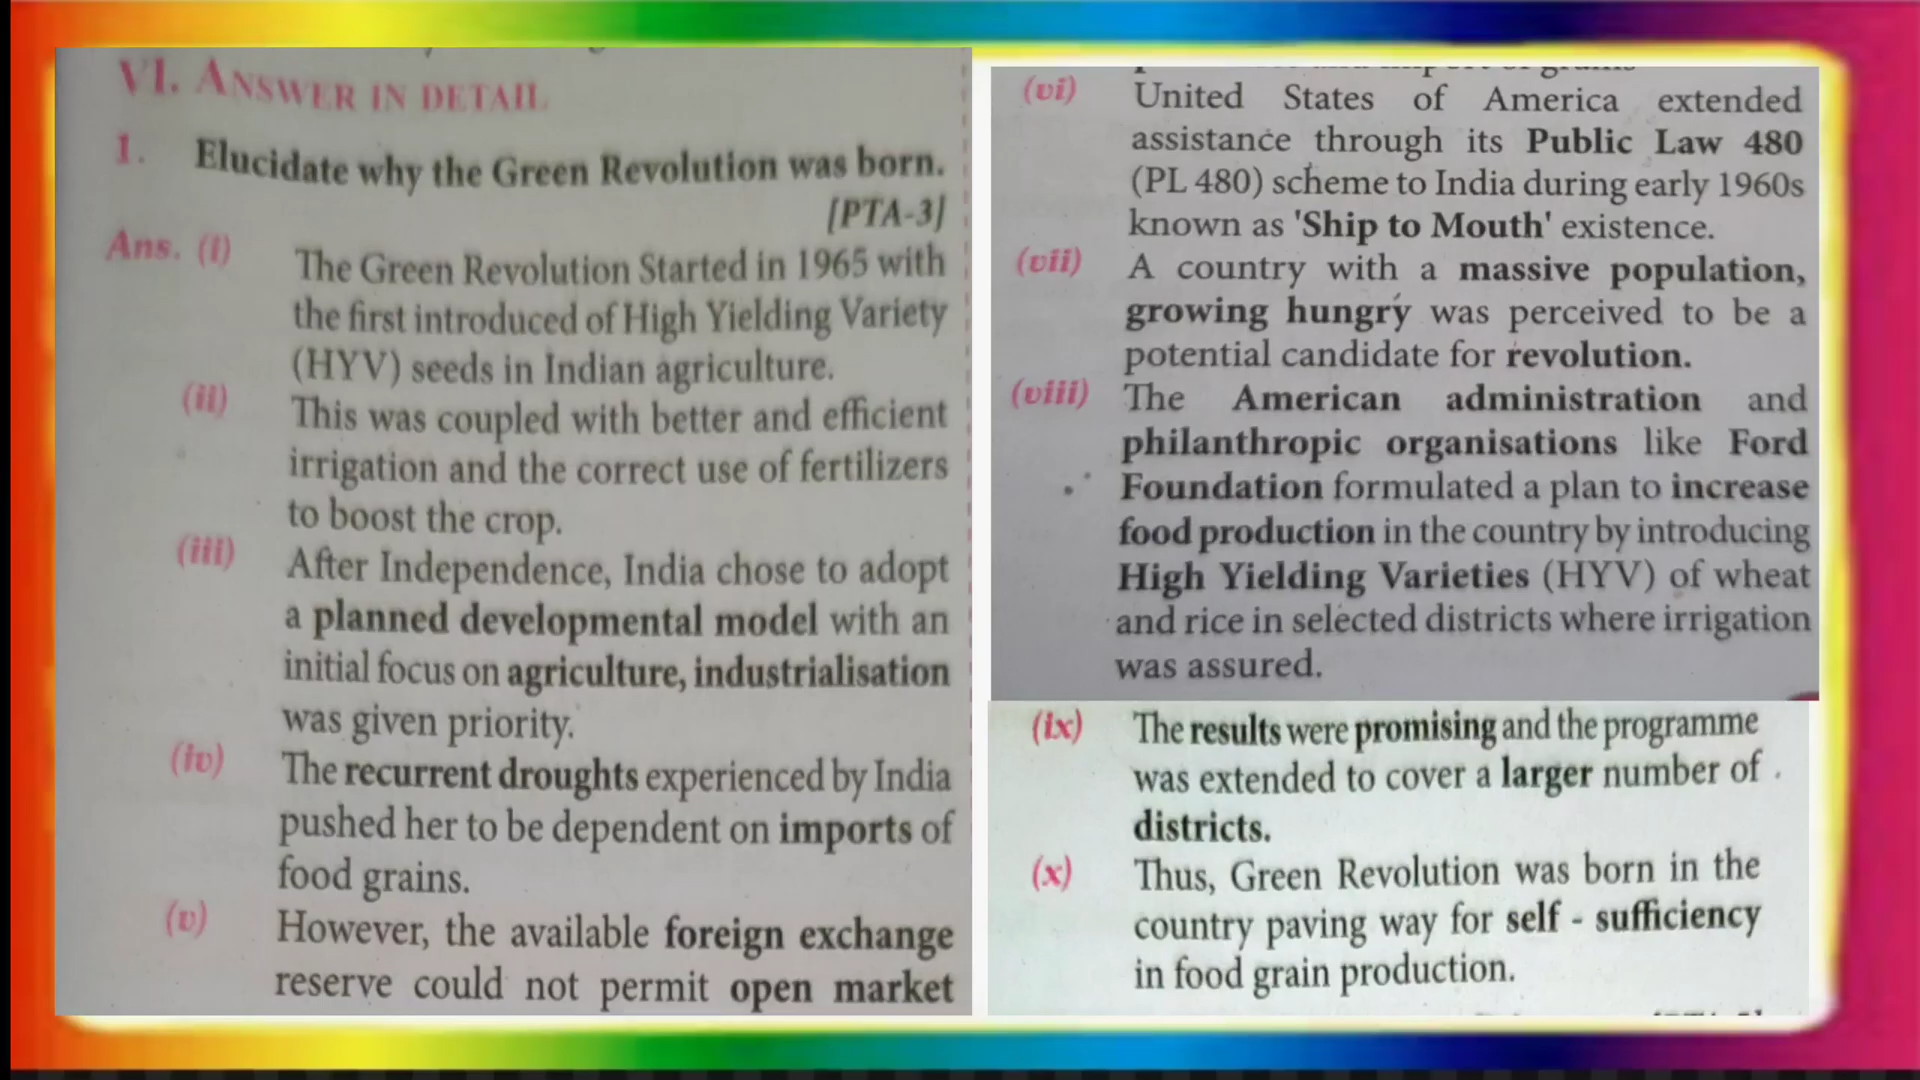 VI. ANSWER IN DETAIL
1. Elucidate why the Green Revolution was born.
[PTA-3]
Ans. (i) The Green Revolution Started in 1965 with
the first introduced of High Yielding Variety
(HYV) seeds in Indian agriculture.
(ii) This was coupled with better and efficient
irrigation and the correct use of fertilizers
to boost the crop.
(iii) After Independence, India chose to adopt
a planned developmental model with an
initial focus on agriculture, industrialisation
was given priority.
(iv) The recurrent droughts experienced by India
pushed her to be dependent on imports of
food grains.
(v) However, the available foreign exchange
reserve could not permit open market
(vi) United States of America extended
assistance through its Public Law 480
(PL 480) scheme to India during early 1960s
known as 'Ship to Mouth' existence.
(vii) A country with a massive population,
growing hungry was perceived to be a
potential candidate for revolution.
(viii) The American administration and
philanthropic organisations like Ford
Foundation formulated a plan to increase
food production in the country by introducing
High Yielding Varieties (HYV) of wheat
and rice in selected districts where irrigation
was assured.
(ix) The results were promising and the programme
was extended to cover a larger number of
districts.
(x) Thus, Green Revolution was born in the
country paving way for self - sufficiency
in food grain production.